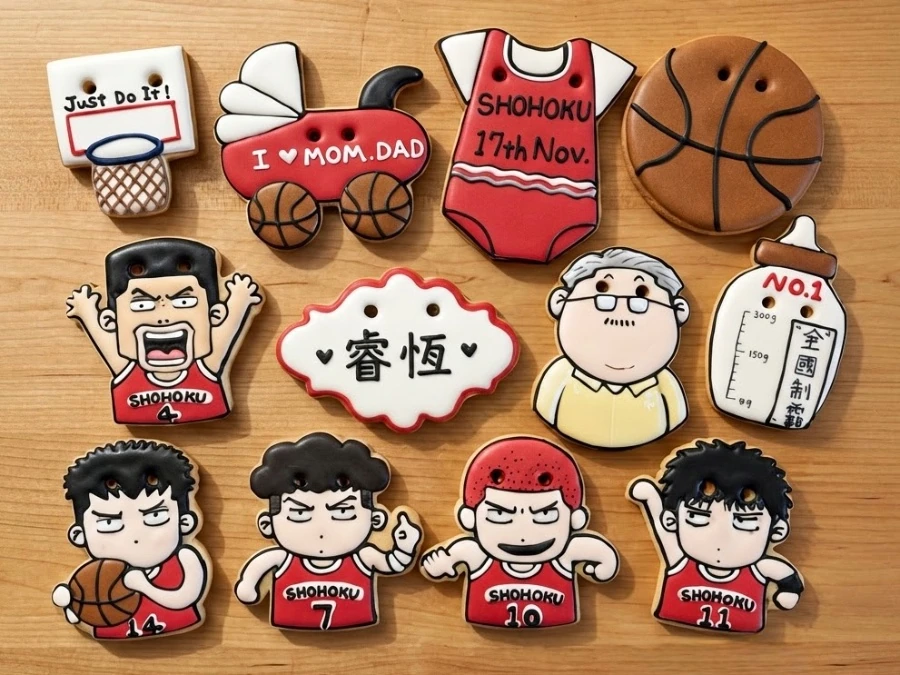 Just Do It!
I ♥ MOM.DAD
SHOHOKU
17th Nov.
SHOHOKU
4
睿恆
NO.1
300g
150g
全國制霸
14
SHOHOKU
7
SHOHOKU
10
SHOHOKU
11